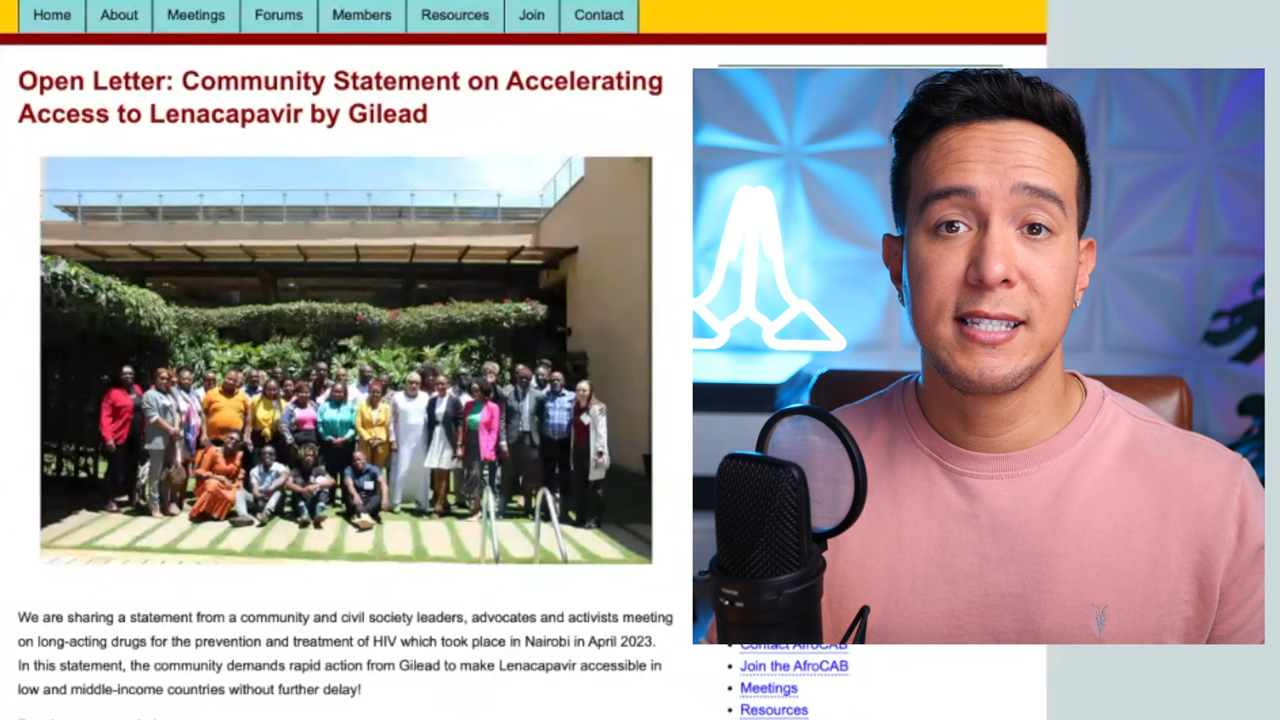 Home About Meetings Forums Members Resources Join Contact
Open Letter: Community Statement on Accelerating
Access to Lenacapavir by Gilead
We are sharing a statement from a community and civil society leaders, advocates and activists meeting
on long-acting drugs for the prevention and treatment of HIV which took place in Nairobi in April 2023.
In this statement, the community demands rapid action from Gilead to make Lenacapavir accessible in
low and middle-income countries without further delay!
Contact AfroCAB
Join the AfroCAB
Meetings
Resources